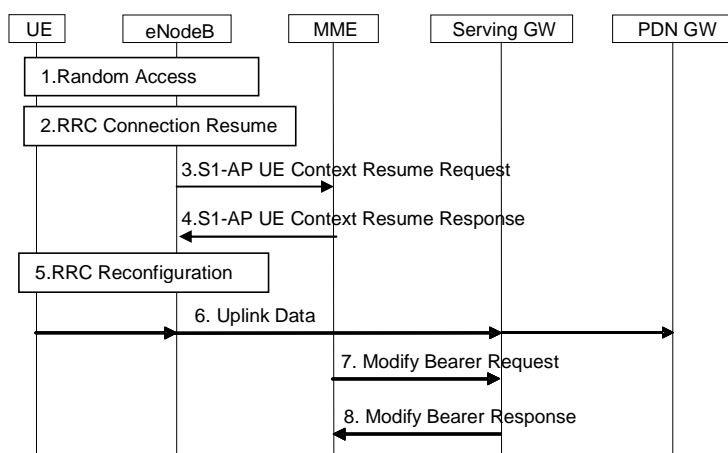 UE
eNodeB
MME
Serving GW
PDN GW
1.Random Access
2.RRC Connection Resume
3.S1-AP UE Context Resume Request
4.S1-AP UE Context Resume Response
5.RRC Reconfiguration
6. Uplink Data
7. Modify Bearer Request
8. Modify Bearer Response